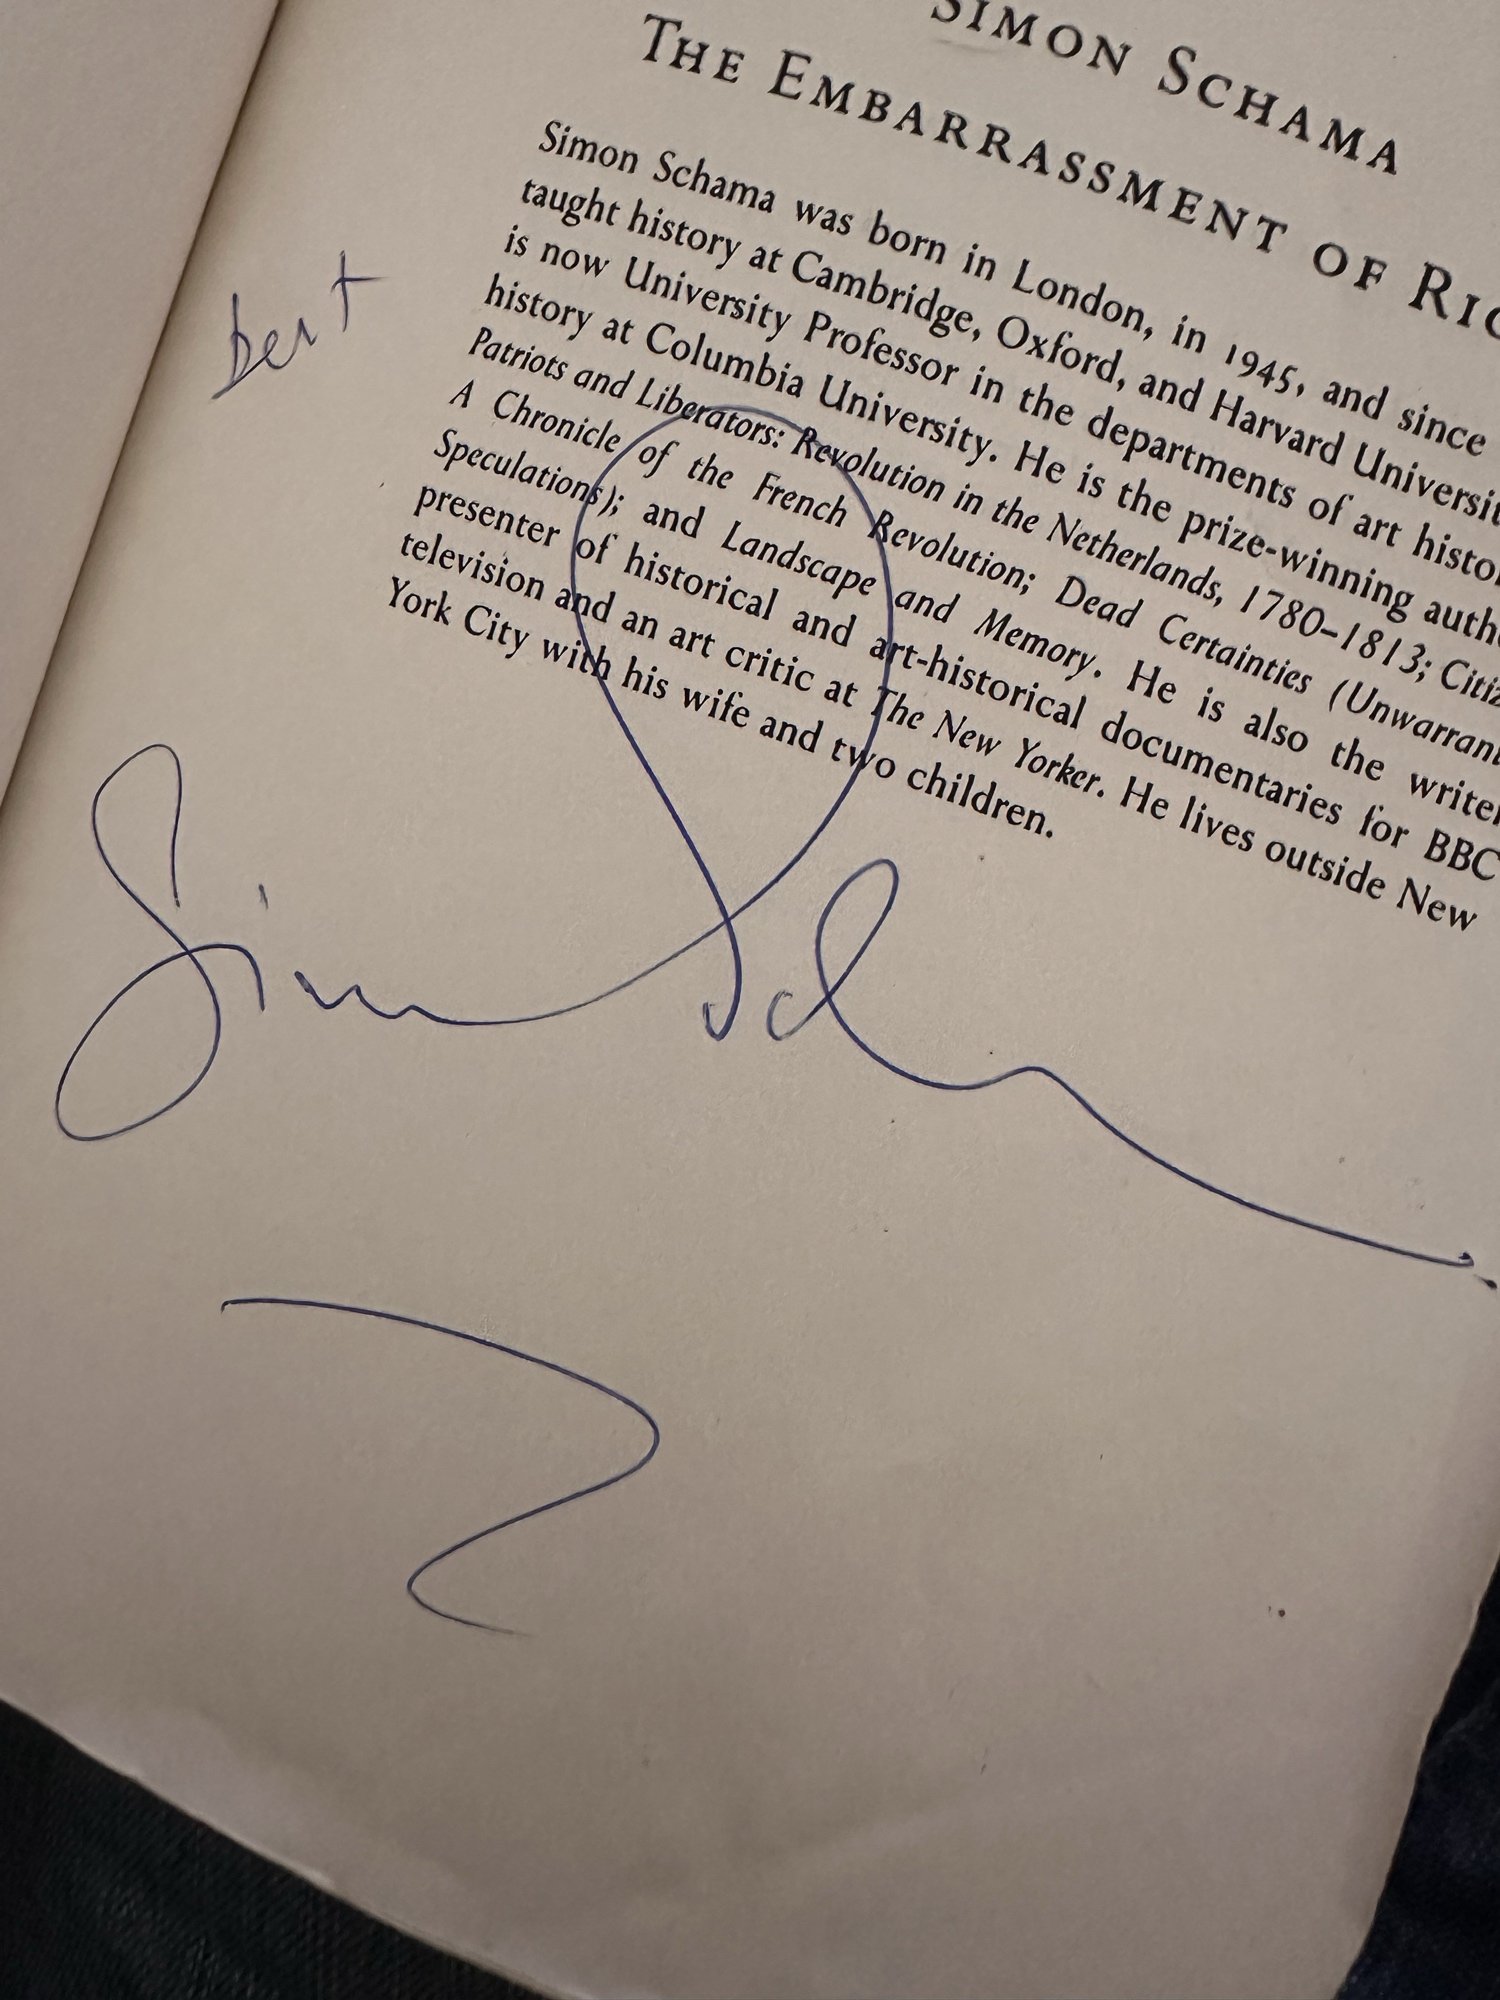 SIMON SCHAMA
THE EMBARRASSMENT OF RIC
Simon Schama was born in London, in 1945, and since
taught history at Cambridge, Oxford, and Harvard Universit
is now University Professor in the departments of art histo
history at Columbia University. He is the prize-winning autho
Patriots and Liberators: Revolution in the Netherlands, 1780–1813; Citiz
A Chronicle of the French Revolution; Dead Certainties (Unwarrant
Speculations); and Landscape and Memory. He is also the writer
presenter of historical and art-historical documentaries for BBC
television and an art critic at The New Yorker. He lives outside New
York City with his wife and two children.
Simon Schama